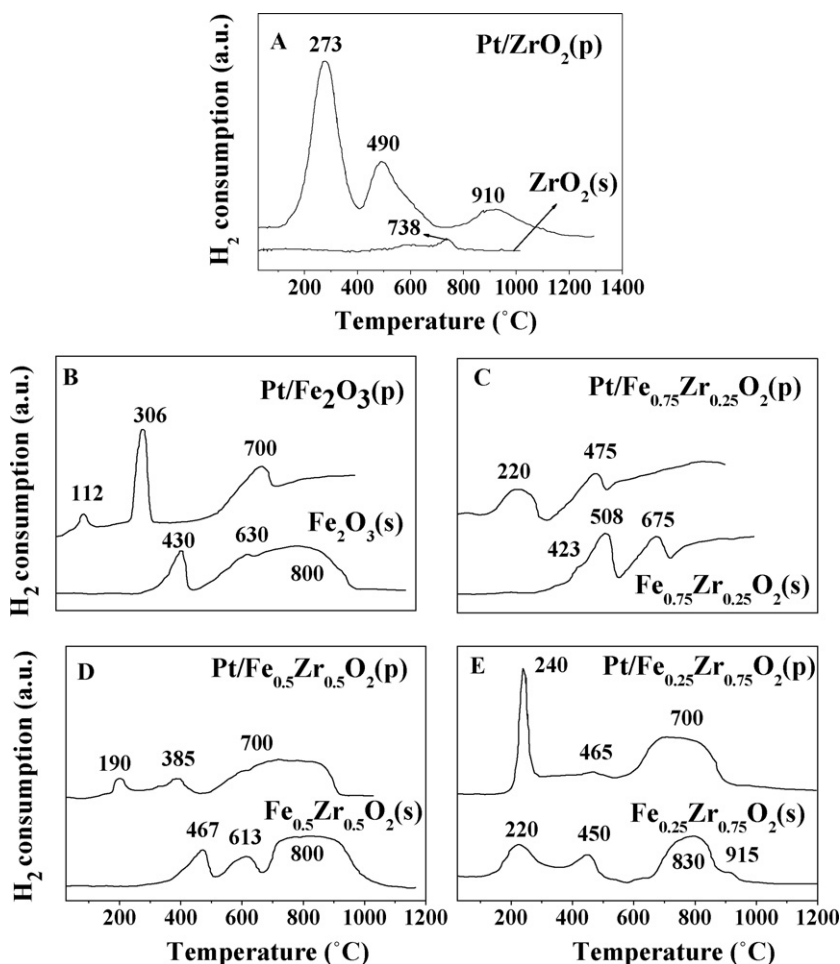 A
Pt/ZrO₂(p)
273
490
910
738
ZrO₂(s)
H₂ consumption (a.u.)
200 400 600 800 1000 1200 1400
Temperature (˚C)
B
Pt/Fe₂O₃(p)
306
112
700
Fe₂O₃(s)
430
630
800
H₂ consumption (a.u.)
C
Pt/Fe₀.₇₅Zr₀.₂₅O₂(p)
220
475
508
675
423
Fe₀.₇₅Zr₀.₂₅O₂(s)
D
Pt/Fe₀.₅Zr₀.₅O₂(p)
190
385
700
Fe₀.₅Zr₀.₅O₂(s)
467
613
800
H₂ consumption (a.u.)
200 400 600 800 1000 1200
Temperature (˚C)
E
240
Pt/Fe₀.₂₅Zr₀.₇₅O₂(p)
700
465
Fe₀.₂₅Zr₀.₇₅O₂(s)
220
450
830
915
200 400 600 800 1000 1200
Temperature (˚C)